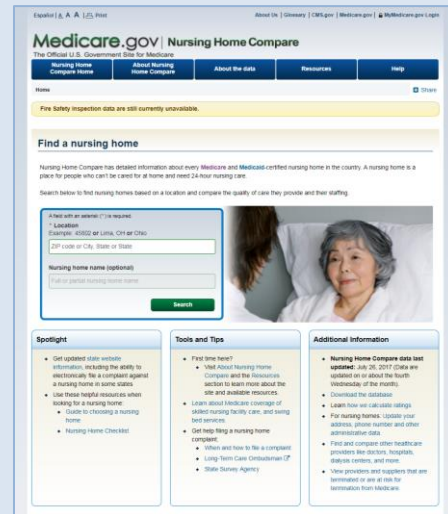 Español | A A A | Print
About Us | Glossary | CMS.gov | Medicare.gov | MyMedicare.gov Login
Medicare.gov | Nursing Home Compare
The Official U.S. Government Site for Medicare
Nursing Home Compare Home
About Nursing Home Compare
About the data
Resources
Help
Home
Share
Fire Safety Inspection data are still currently unavailable.
Find a nursing home
Nursing Home Compare has detailed information about every Medicare and Medicaid-certified nursing home in the country. A nursing home is a
place for people who can't be cared for at home and need 24-hour nursing care.
Search below to find nursing homes based on a location and compare the quality of care they provide and their staffing.
A field with an asterisk (*) is required.
* Location
Example: 45802 or Lima, OH or Ohio
ZIP code or City, State or State
Nursing home name (optional)
Full or partial nursing home name
Search
Spotlight
• Get updated state website
information, including the ability to
electronically file a complaint against
a nursing home in some states
• Use these helpful resources when
looking for a nursing home:
• Guide to choosing a nursing
home
• Nursing Home Checklist
Tools and Tips
• First time here?
• Visit About Nursing Home
Compare and the Resources
section to learn more about the
site and available resources.
• Learn about Medicare coverage of
skilled nursing facility care, and swing
bed services.
• Get help filing a nursing home
complaint:
• When and how to file a complaint
• Long-Term Care Ombudsman
• State Survey Agency
Additional Information
• Nursing Home Compare data last
updated: July 26, 2017 (Data are
updated on or about the fourth
Wednesday of the month).
• Download the database
• Learn how we calculate ratings
• For nursing homes: Update your
address, phone number and other
administrative data.
• Find and compare other healthcare
providers like doctors, hospitals,
dialysis centers, and more.
• View providers and suppliers that are
terminated or are at risk for
termination from Medicare